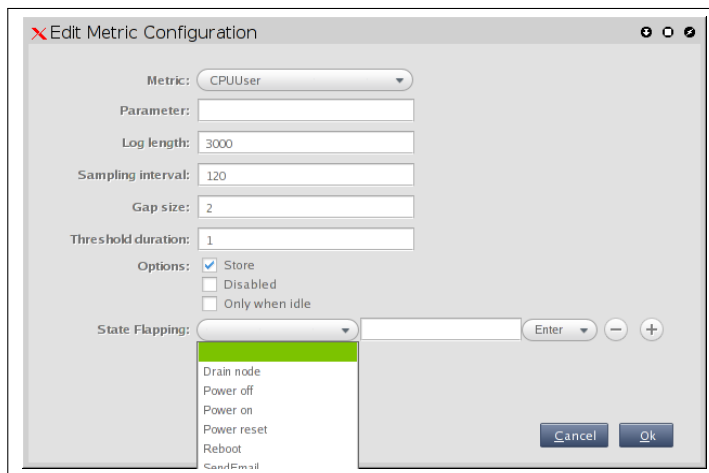 Edit Metric Configuration
Metric: CPUUser
Parameter:
Log length: 3000
Sampling interval: 120
Gap size: 2
Threshold duration: 1
Options: Store
Disabled
Only when idle
State Flapping: Enter
Drain node
Power off
Power on
Power reset
Reboot
SendEmail
Cancel Ok